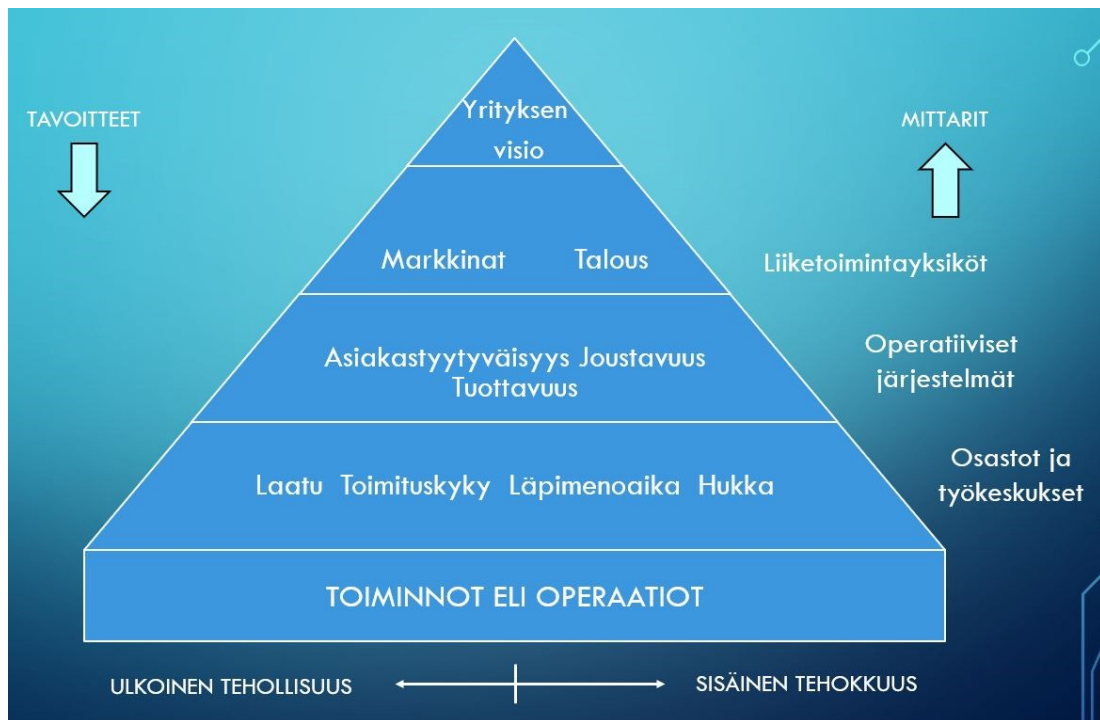 Yrityksen
visio
TAVOITTEET
MITTARIT
Markkinat Talous
Liiketoimintayksiköt
Asiakastyytyväisyys Joustavuus
Tuottavuus
Operatiiviset
järjestelmät
Laatu Toimituskyky Läpimenoaika Hukka
Osastot ja
työkeskukset
TOIMINNOT ELI OPERAATIOT
ULKOINEN TEHOLLISUUS
SISÄINEN TEHOKKUUS